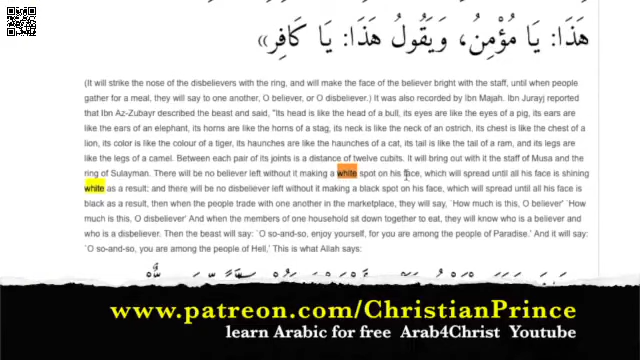 هَذَا: يَا مُؤْمِنُ، وَيَقُولُ هَذَا: يَا كَافِر»
(It will strike the nose of the disbelievers with the ring, and will make the face of the believer bright with the staff, until when people
gather for a meal, they will say to one another, O believer, or O disbeliever.) It was also recorded by Ibn Majah. Ibn Jurayj reported
that Ibn Az-Zubayr described the beast and said, "Its head is like the head of a bull, its eyes are like the eyes of a pig, its ears are
like the ears of an elephant, its horns are like the horns of a stag, its neck is like the neck of an ostrich, its chest is like the chest of a
lion, its color is like the colour of a tiger, its haunches are like the haunches of a cat, its tail is like the tail of a ram, and its legs are
like the legs of a camel. Between each pair of its joints is a distance of twelve cubits. It will bring out with it the staff of Musa and the
ring of Sulayman. There will be no believer left without it making a white spot on his face, which will spread until all his face is shining
white as a result; and there will be no disbeliever left without it making a black spot on his face, which will spread until all his face is
black as a result, then when the people trade with one another in the marketplace, they will say, `How much is this, O believer' `How
much is this, O disbeliever' And when the members of one household sit down together to eat, they will know who is a believer and
who is a disbeliever. Then the beast will say: `O so-and-so, enjoy yourself, for you are among the people of Paradise.' And it will say:
`O so-and-so, you are among the people of Hell,' This is what Allah says:
www.patreon.com/ChristianPrince
learn Arabic for free Arab4Christ Youtube